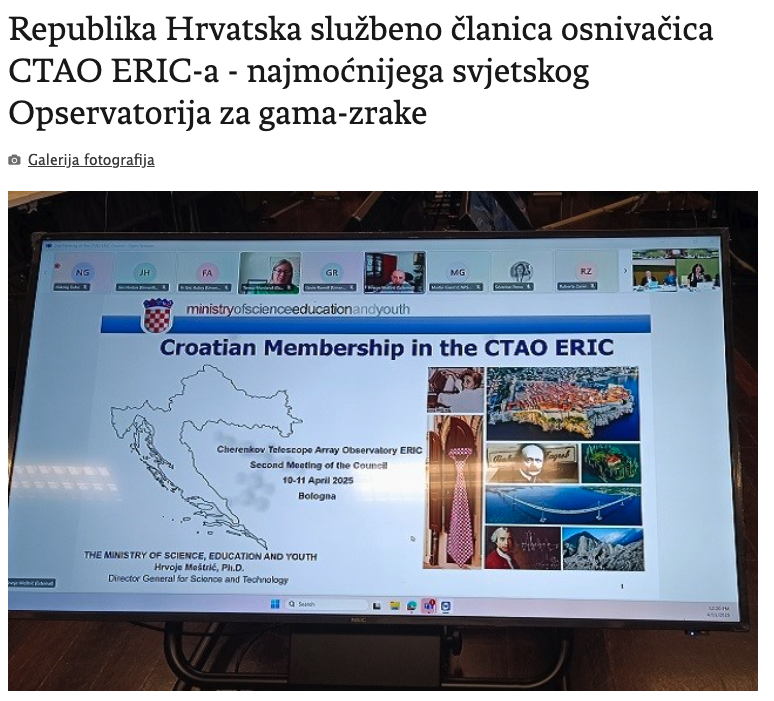 Republika Hrvatska službeno članica osnivačica
CTAO ERIC-a - najmoćnijega svjetskog
Opservatorija za gama-zrake
Galerija fotografija
NG
JH
FA
GR
MG
RZ
ministryofscienceeducationandyouth
Croatian Membership in the CTAO ERIC
Cherenkov Telescope Array Observatory ERIC
Second Meeting of the Council
10-11 April 2025
Bologna
THE MINISTRY OF SCIENCE, EDUCATION AND YOUTH
Hrvoje Meštrić, Ph.D.
Director General for Science and Technology
1
Search
NEC